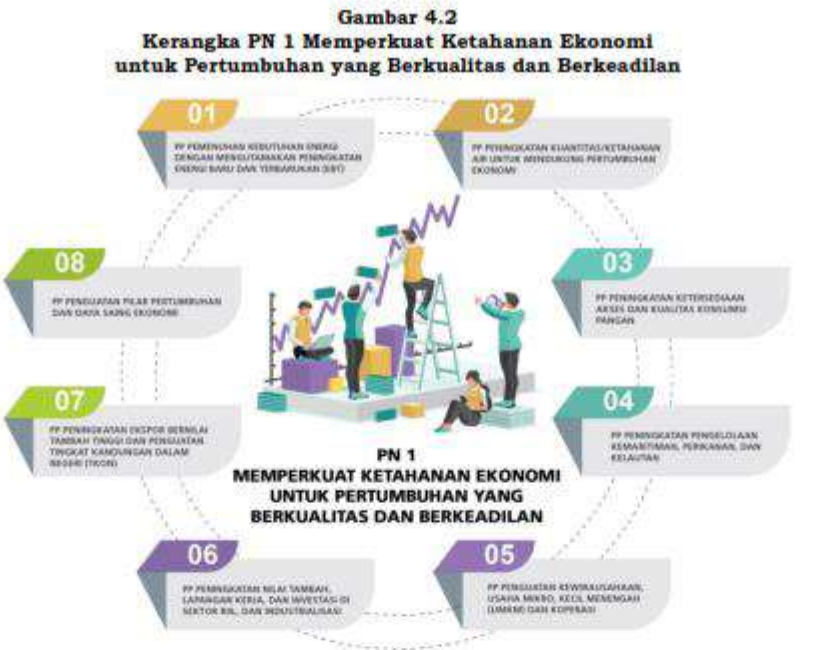 Gambar 4.2
Kerangka PN 1 Memperkuat Ketahanan Ekonomi
untuk Pertumbuhan yang Berkualitas dan Berkeadilan
01
PP PEMENUHAN KEBUTUHAN ENERGI
DENGAN MENGUTAMAKAN PENINGKATAN
ENERGI BARU DAN TERBARUKAN (EBT)
02
PP PENINGKATAN KUANTITAS/KETAHANAN
AIR UNTUK MENDUKUNG PERTUMBUHAN
EKONOMI
03
PP PENINGKATAN KETERSEDIAAN
AKSES DAN KUALITAS KONSUMSI
PANGAN
04
PP PENINGKATAN PENGELOLAAN
KEMARITIMAN, PERIKANAN, DAN
KELAUTAN
05
PP PENGUATAN KEWIRAUSAHAAN,
USAHA MIKRO, KECIL MENENGAH
(UMKM) DAN KOPERASI
06
PP PENINGKATAN NILAI TAMBAH,
LAPANGAN KERJA, DAN INVESTASI DI
SEKTOR RIIL, DAN INDUSTRIALISASI
07
PP PENINGKATAN EKSPOR BERNILAI
TAMBAH TINGGI DAN PENGUATAN
TINGKAT KANDUNGAN DALAM
NEGERI (TKDN)
08
PP PENGUATAN PILAR PERTUMBUHAN
DAN DAYA SAING EKONOMI
PN 1
MEMPERKUAT KETAHANAN EKONOMI
UNTUK PERTUMBUHAN YANG
BERKUALITAS DAN BERKEADILAN